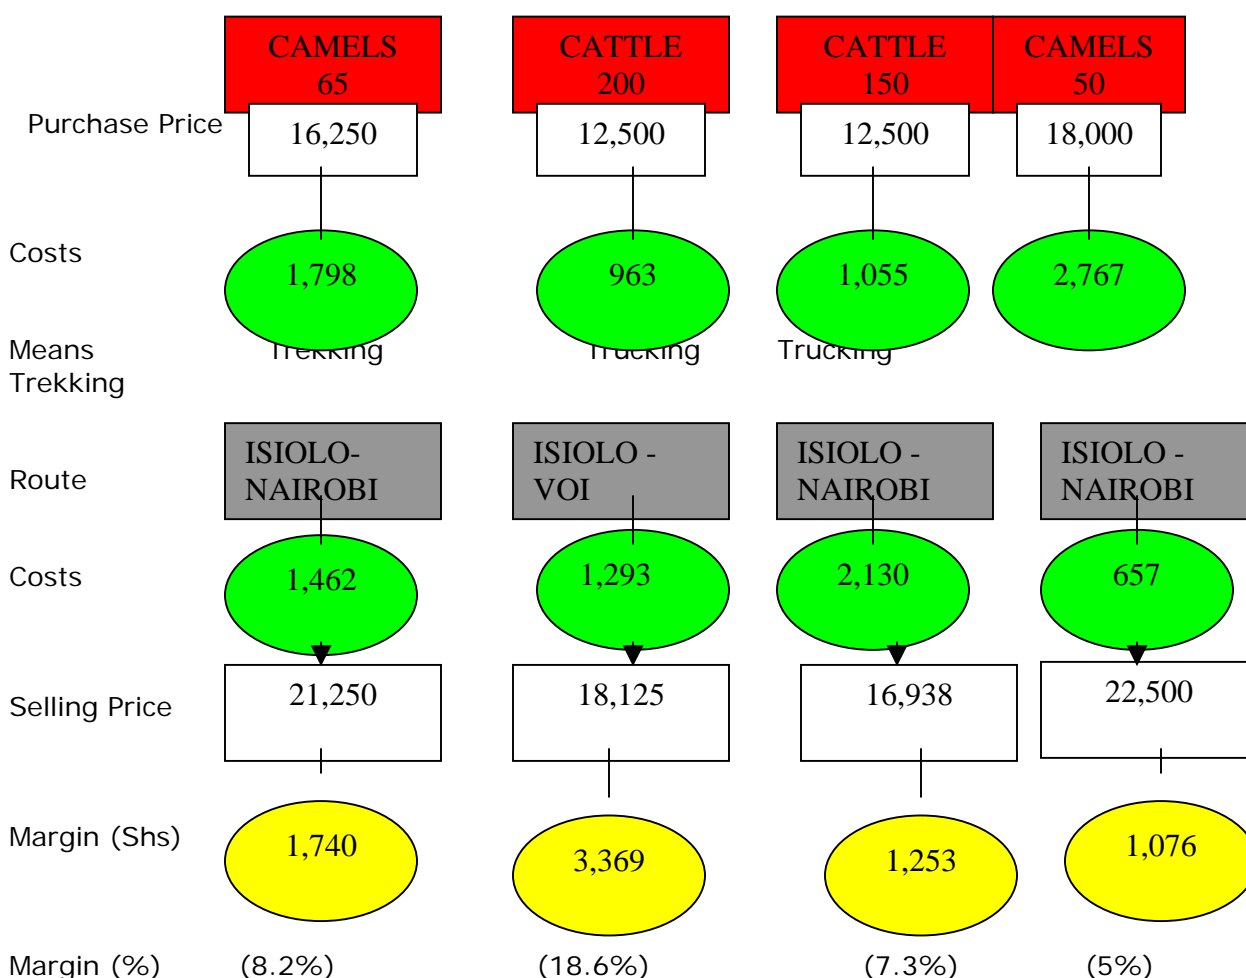 CAMELS CATTLE CATTLE CAMELS
65 200 150 50
Purchase Price 16,250 12,500 12,500 18,000
Costs 1,798 963 1,055 2,767
Means Trekking Trucking Trucking
Trekking
ISIOLO- ISIOLO - ISIOLO - ISIOLO -
Route NAIROBI VOI NAIROBI NAIROBI
Costs 1,462 1,293 2,130 657
Selling Price 21,250 18,125 16,938 22,500
Margin (Shs) 1,740 3,369 1,253 1,076
Margin (%) (8.2%) (18.6%) (7.3%) (5%)